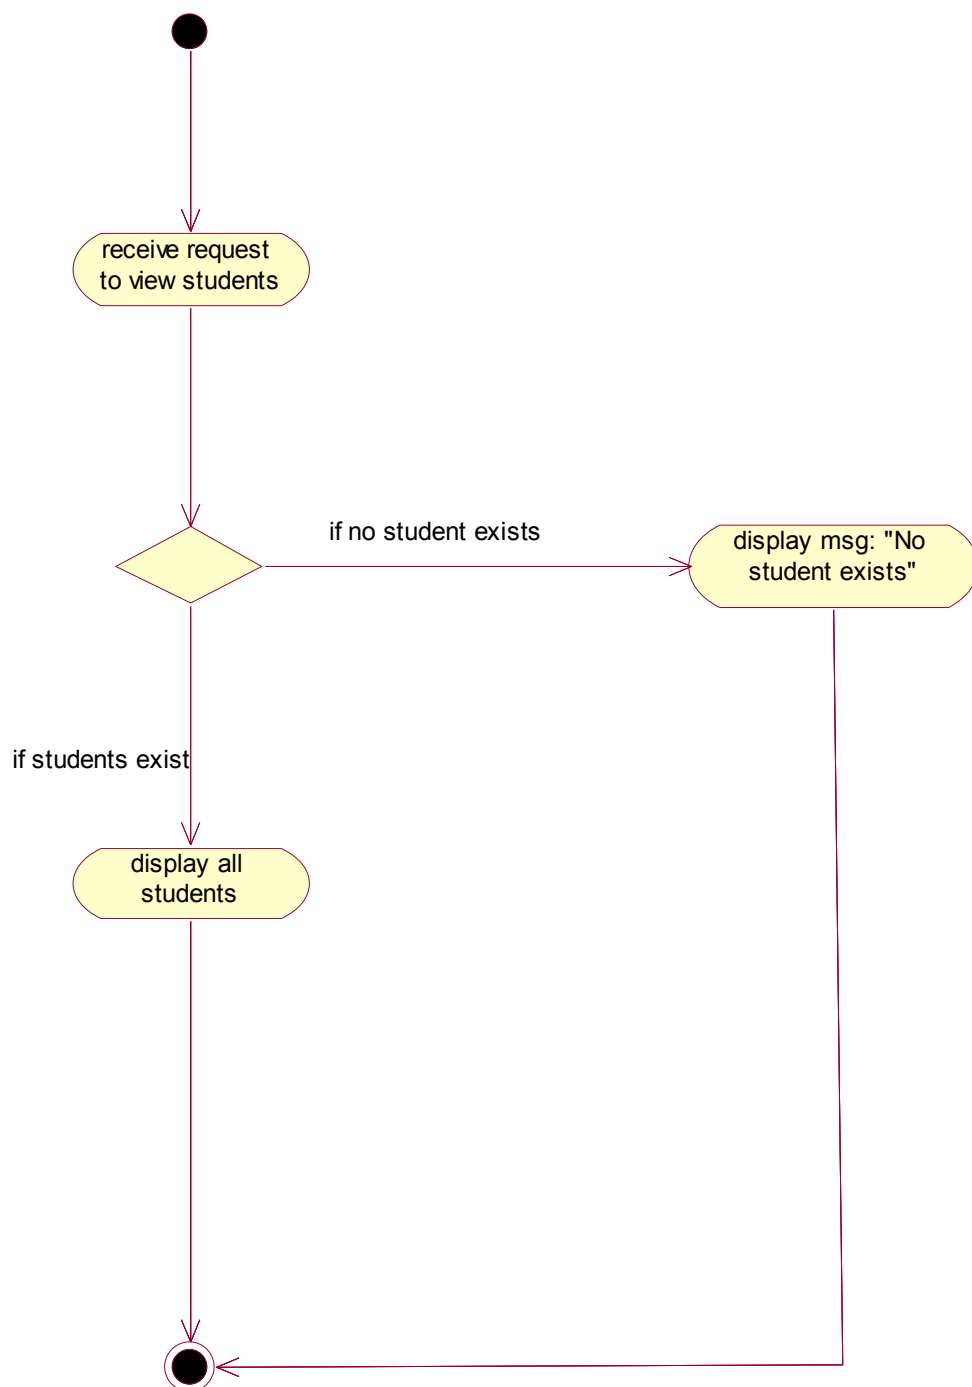 receive request
to view students
if no student exists
display msg: "No
student exists"
if students exist
display all
students